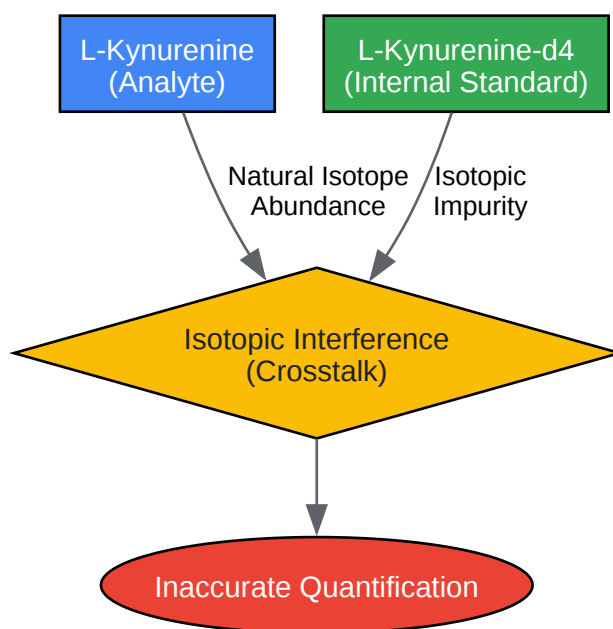 L-Kynurenine
(Analyte)
L-Kynurenine-d4
(Internal Standard)
Natural Isotope
Abundance
Isotopic
Impurity
Isotopic Interference
(Crosstalk)
Inaccurate Quantification